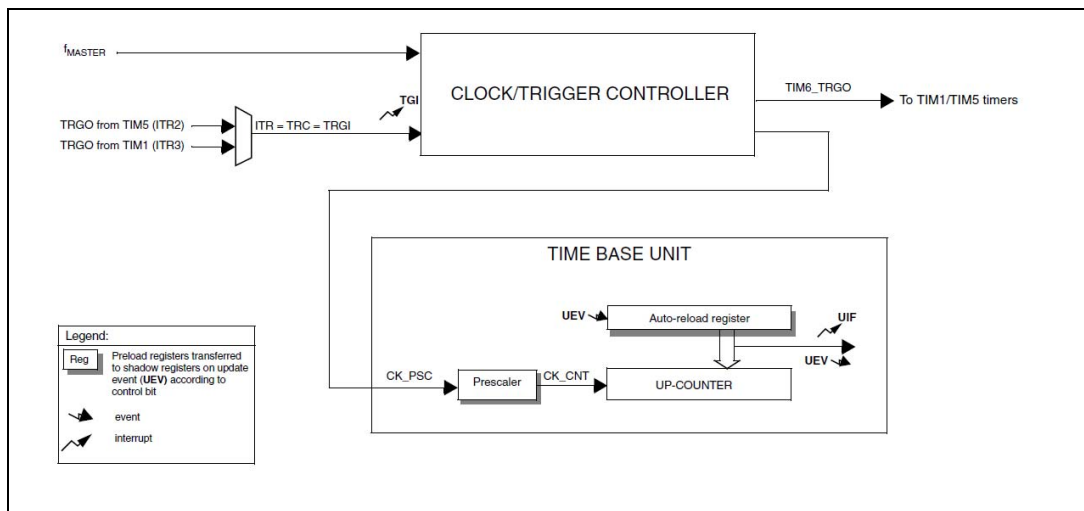 fMASTER
CLOCK/TRIGGER CONTROLLER
TIM6_TRGO
To TIM1/TIM5 timers
TGI
TRGO from TIM5 (ITR2)
ITR = TRC = TRGI
TRGO from TIM1 (ITR3)
TIME BASE UNIT
UEV
Auto-reload register
UIF
UEV
CK_PSC
Prescaler
CK_CNT
UP-COUNTER
Legend:
Reg
Preload registers transferred
to shadow registers on update
event (UEV) according to
control bit
event
interrupt